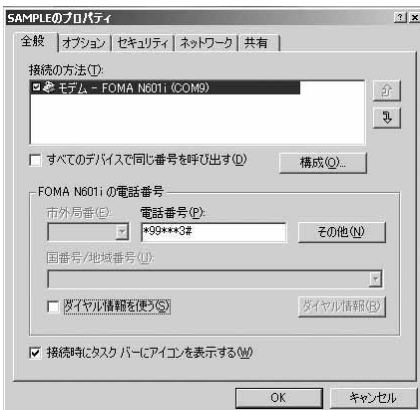 SAMPLEのプロパティ
全般 オプション セキュリティ ネットワーク 共有
接続の方法(T):
モデム - FOMA N601i (COM9)
すべてのデバイスで同じ番号を呼び出す(D) 構成(O)...
FOMA N601i の電話番号
市外局番(E): 電話番号(P):
*99***3# その他(N)
国番号/地域番号(U):
ダイヤル情報を使う(S) ダイヤル情報(R)
接続時にタスク バーにアイコンを表示する(W)
OK キャンセル